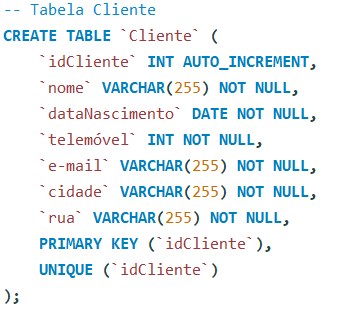 -- Tabela Cliente
CREATE TABLE `Cliente` (
    `idCliente` INT AUTO_INCREMENT,
    `nome` VARCHAR(255) NOT NULL,
    `dataNascimento` DATE NOT NULL,
    `telemóvel` INT NOT NULL,
    `e-mail` VARCHAR(255) NOT NULL,
    `cidade` VARCHAR(255) NOT NULL,
    `rua` VARCHAR(255) NOT NULL,
    PRIMARY KEY (`idCliente`),
    UNIQUE (`idCliente`)
);